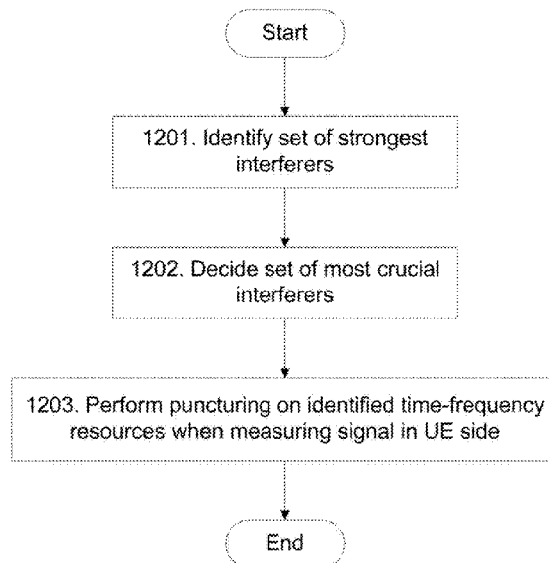 Start
1201. Identify set of strongest
interferers
1202. Decide set of most crucial
interferers
1203. Perform puncturing on identified time-frequency
resources when measuring signal in UE side
End